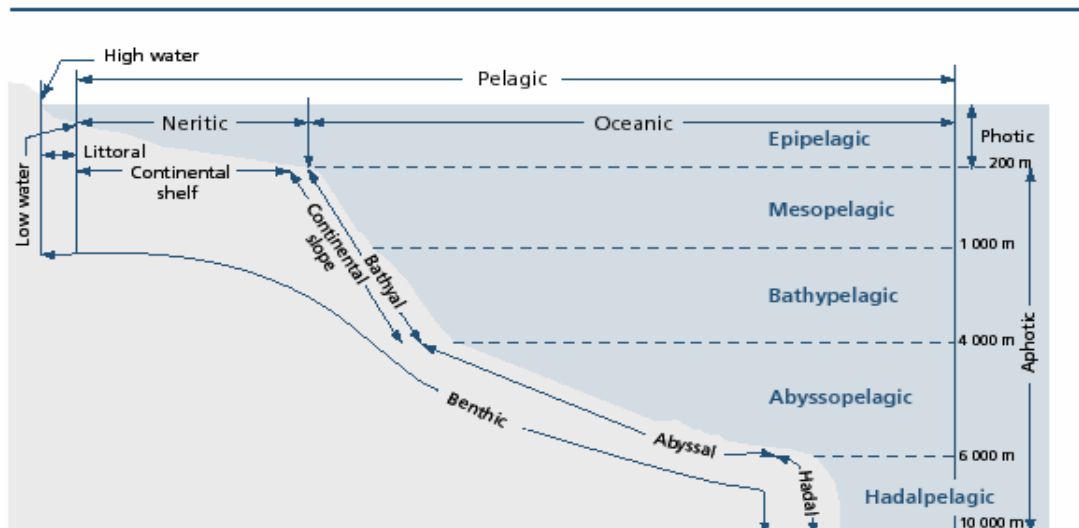 High water
Pelagic
Neritic
Oceanic
Epipelagic
Photic
Littoral
200 m
Continental
shelf
Low water
Mesopelagic
Continental
slope
Bathyal
1 000 m
Bathypelagic
Aphotic
4 000 m
Abyssopelagic
Benthic
Abyssal
6 000 m
Hadal
Hadalpelagic
10 000 m